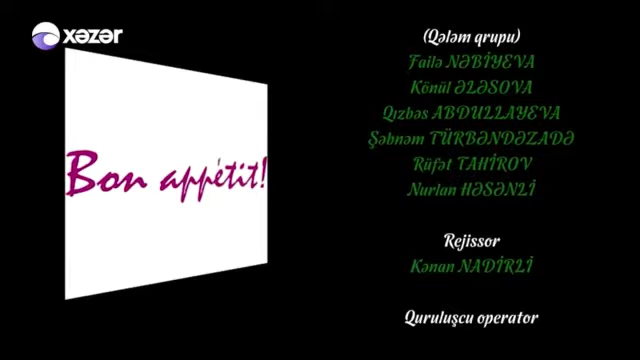 xəzər
Bon appétit!
(Qələm qrupu)
Failə NƏBİYEVA
Könül ƏLƏSOVA
Qızbəs ABDULLAYEVA
Şəbnəm TÜRBƏNDƏZADƏ
Rüfət TAHİROV
Nurlan HƏSƏNLİ
Rejissor
Kənan NADİRLİ
Quruluşcu operator